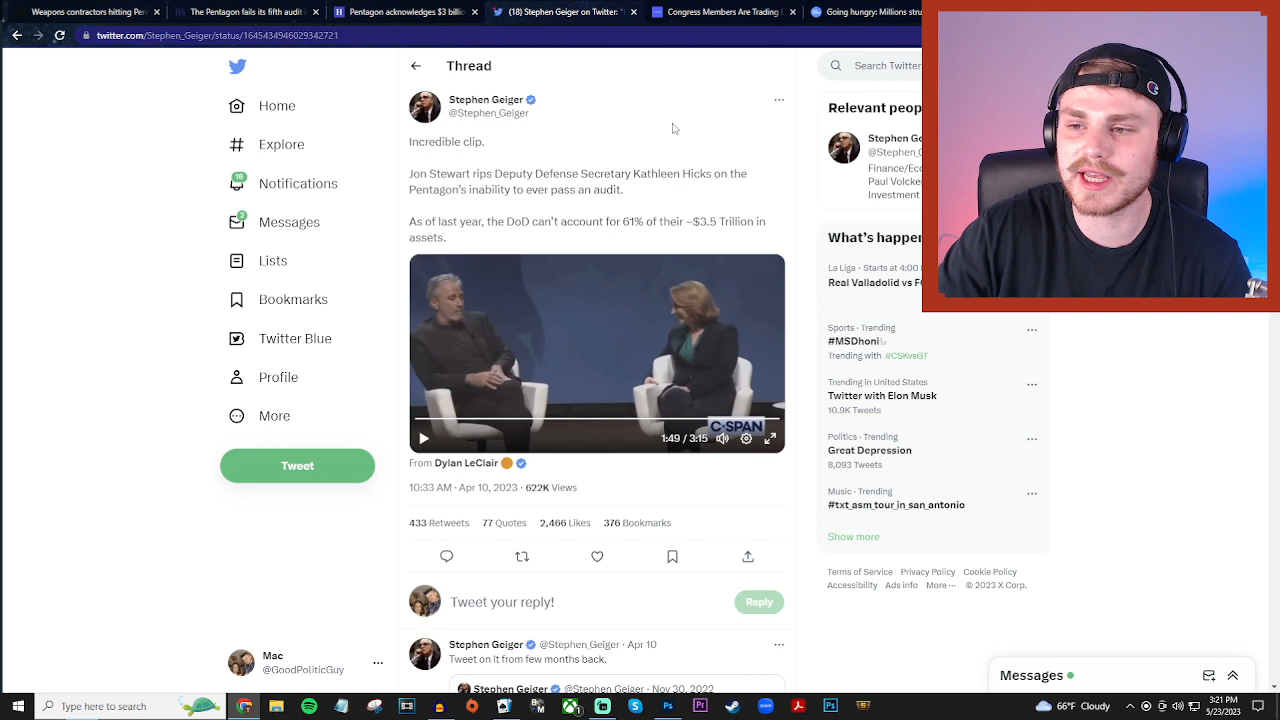 Weapons contractors hitting Pen
The Pentagon fails its fifth audit i
Pentagon acknowledges $3 billio
(18) Stephen Geiger on Twitter: "
Congress Members Are Trading D
Going hungry: Millions stru
twitter.com/Stephen_Geiger/status/1645434946029342721
Home
Explore
16
Notifications
2
Messages
Lists
Bookmarks
Twitter Blue
Profile
More
Tweet
Mac
@GoodPoliticGuy
Thread
Stephen Geiger
@Stephen_Geiger
Incredible clip.
Jon Stewart rips Deputy Defense Secretary Kathleen Hicks on the
Pentagon's inability to ever pass an audit.
As of last year, the DoD can't account for 61% of their ~$3.5 Trillion in
assets.
C-SPAN
1:49 / 3:15
From Dylan LeClair
10:33 AM · Apr 10, 2023 · 622K Views
433 Retweets 77 Quotes 2,466 Likes 376 Bookmarks
Tweet your reply!
Reply
Stephen Geiger @Stephen_Geiger · Apr 10
Tweet on it from few months back.
Stephen Geiger @Stephen_Geiger · Nov 30, 2022
Search Twitter
Relevant peop
Stephen Ge
@Stephen_G
Finance/Eco
Paul Volcke
Investment
What's happen
La Liga · Starts at 4:00
Real Valladolid vs F
Sports · Trending
#MSDhoni
Trending with #CSKvsGT
Trending in United States
Twitter with Elon Musk
10.9K Tweets
Politics · Trending
Great Depression
8,093 Tweets
Music · Trending
#txt_asm_tour_in_san_antonio
Show more
Terms of Service Privacy Policy Cookie Policy
Accessibility Ads info More ··· © 2023 X Corp.
Messages
Type here to search
66°F Cloudy
3:21 PM
5/23/2023